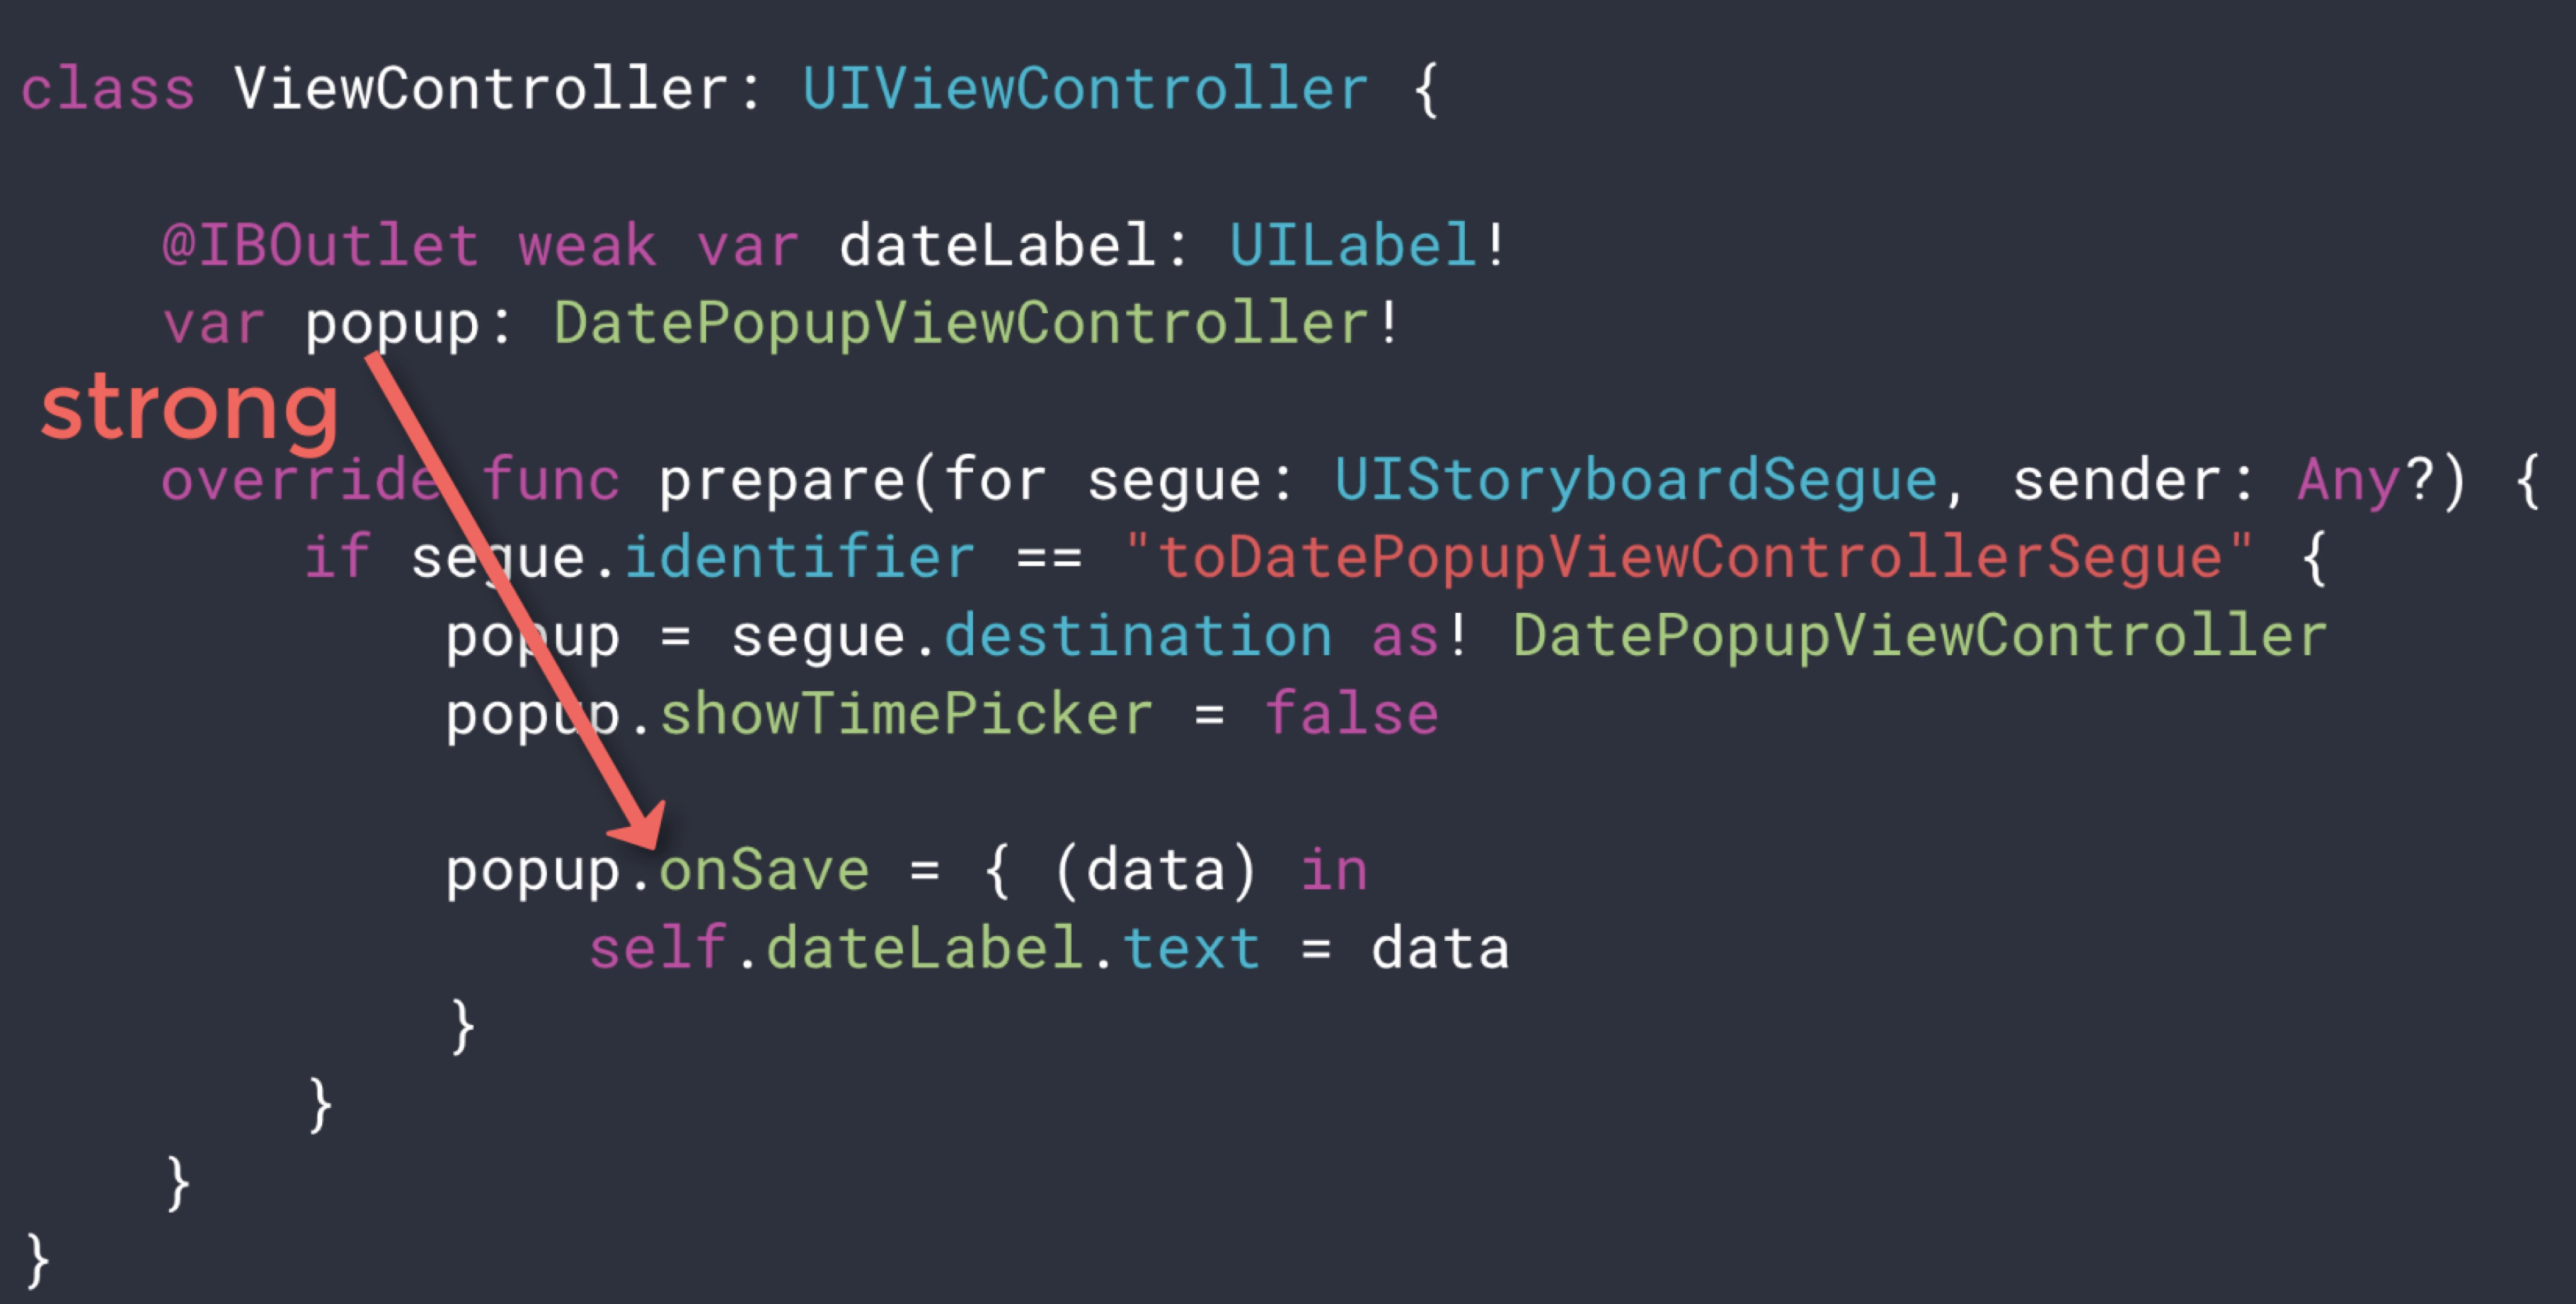 class ViewController: UIViewController {
@IBOutlet weak var dateLabel: UILabel!
var popup: DatePopupViewController!
strong
override func prepare(for segue: UIStoryboardSegue, sender: Any?) {
if segue.identifier == "toDatePopupViewControllerSegue" {
popup = segue.destination as! DatePopupViewController
popup.showTimePicker = false
popup.onSave = { (data) in
self.dateLabel.text = data
}
}
}
}